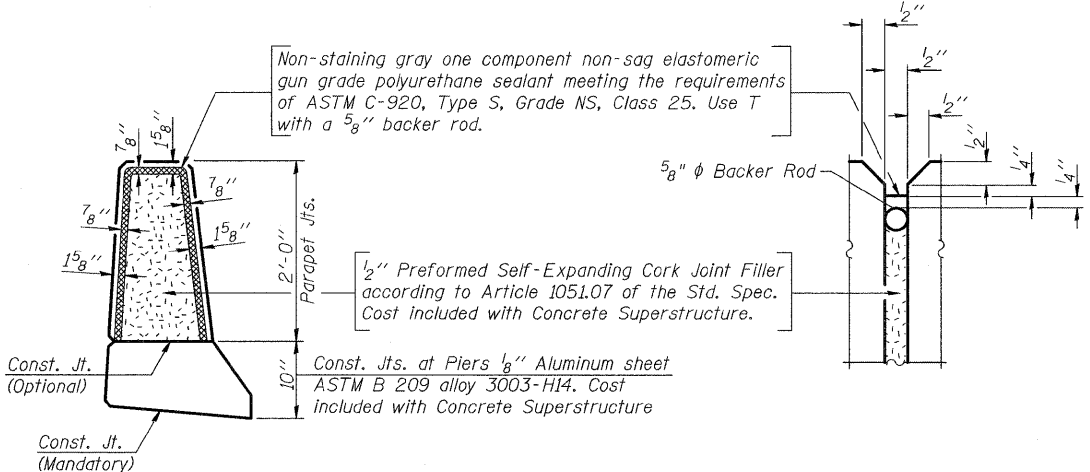 Non-staining gray one component non-sag elastomeric
gun grade polyurethane sealant meeting the requirements
of ASTM C-920, Type S, Grade NS, Class 25. Use T
with a 5/8" backer rod.
1/2"
1/2"
1/2"
1/2"
1/4"
1/4"
5/8" ϕ Backer Rod
7/8"
1 5/8"
7/8"
7/8"
1 5/8"
1 5/8"
2'-0"
Parapet Jts.
1/2" Preformed Self-Expanding Cork Joint Filler
according to Article 1051.07 of the Std. Spec.
Cost included with Concrete Superstructure.
10"
Const. Jts. at Piers 1/8" Aluminum sheet
ASTM B 209 alloy 3003-H14. Cost
included with Concrete Superstructure
Const. Jt.
(Optional)
Const. Jt.
(Mandatory)